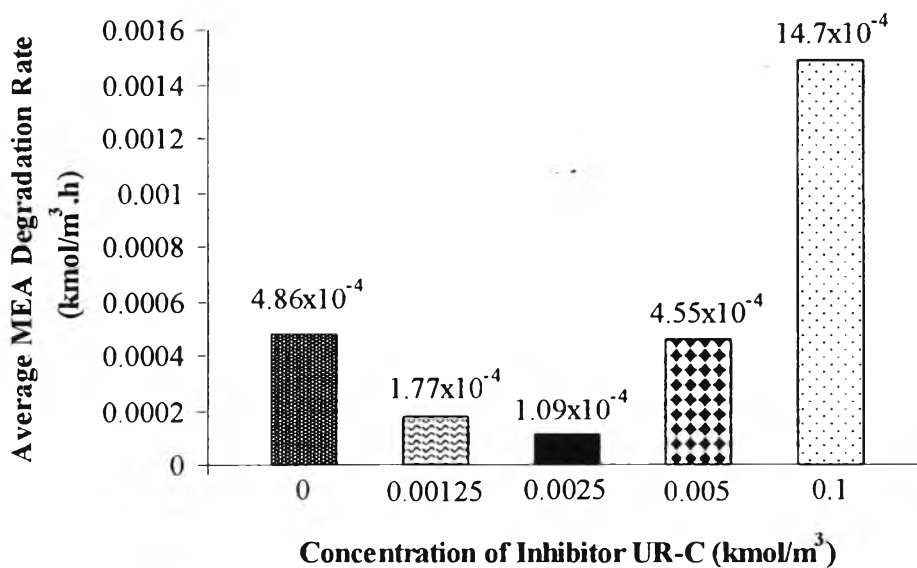 Average MEA Degradation Rate
(kmol/m³.h)
0.0016
0.0014
0.0012
0.001
0.0008
0.0006
0.0004
0.0002
0
4.86x10⁻⁴
1.77x10⁻⁴
1.09x10⁻⁴
4.55x10⁻⁴
14.7x10⁻⁴
0 0.00125 0.0025 0.005 0.1
Concentration of Inhibitor UR-C (kmol/m³)